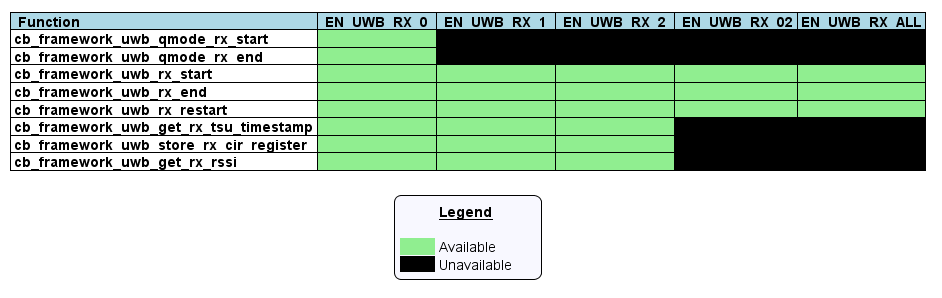 Function EN_UWB_RX_0 EN_UWB_RX_1 EN_UWB_RX_2 EN_UWB_RX_02 EN_UWB_RX_ALL
cb_framework_uwb_qmode_rx_start
cb_framework_uwb_qmode_rx_end
cb_framework_uwb_rx_start
cb_framework_uwb_rx_end
cb_framework_uwb_rx_restart
cb_framework_uwb_get_rx_tsu_timestamp
cb_framework_uwb_store_rx_cir_register
cb_framework_uwb_get_rx_rssi
Legend
Available
Unavailable